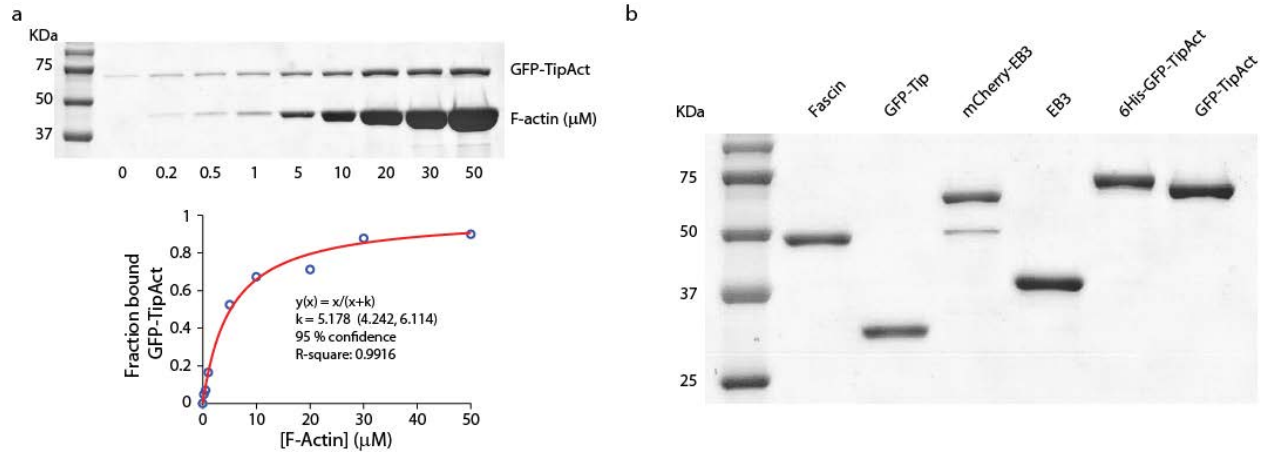 a
KDa
75
50
37
GFP-TipAct
F-actin (μM)
0 0.2 0.5 1 5 10 20 30 50
Fraction bound
GFP-TipAct
1
0.8
0.6
0.4
0.2
0
y(x) = x/(x+k)
k = 5.178 (4.242, 6.114)
95 % confidence
R-square: 0.9916
0 10 20 30 40 50
[F-Actin] (μM)
b
KDa
Fascin
GFP-Tip
mCherry-EB3
EB3
6His-GFP-TipAct
GFP-TipAct
75
50
37
25